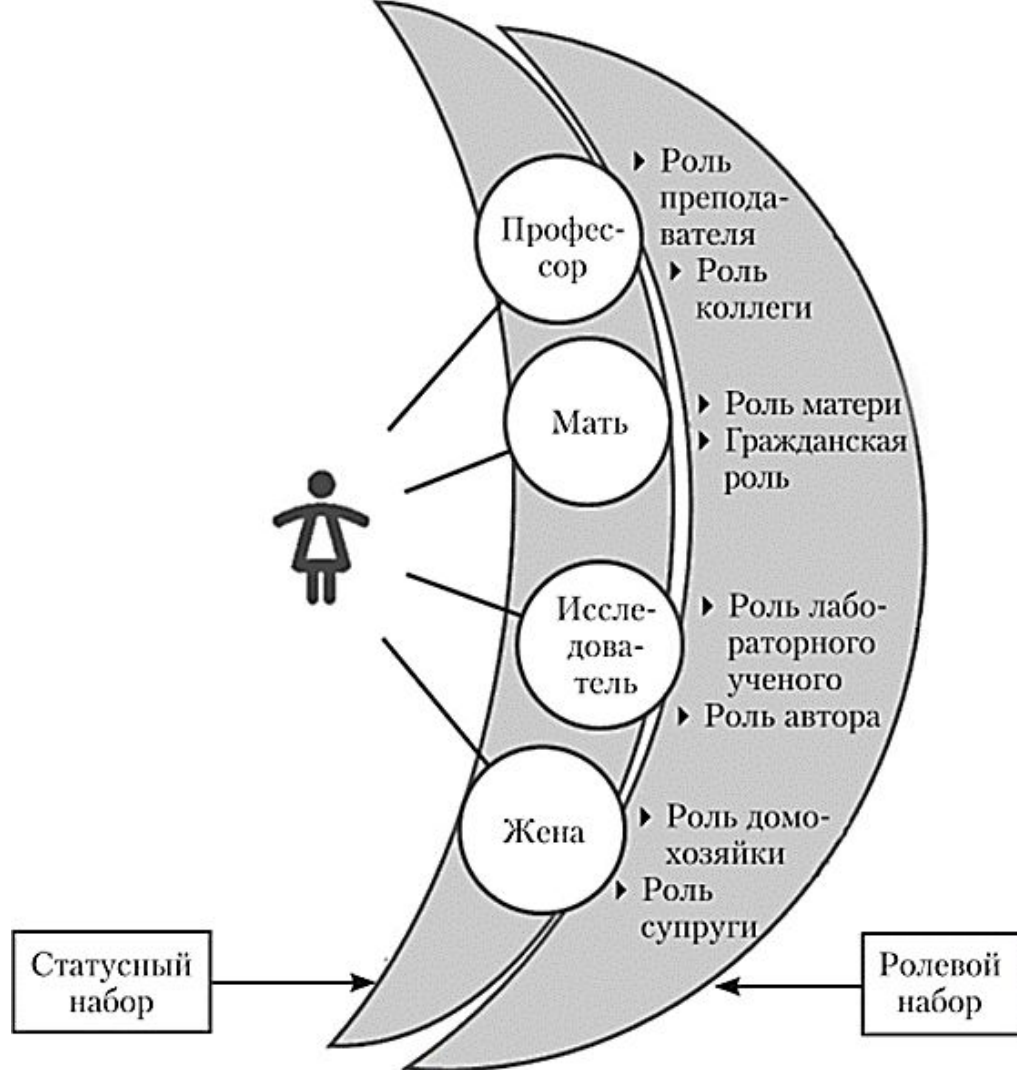 Профес-
сор
▶ Роль
препода-
вателя
▶ Роль
коллеги
Мать
▶ Роль матери
▶ Гражданская
роль
Иссле-
дова-
тель
▶ Роль лабо-
раторного
ученого
▶ Роль автора
Жена
▶ Роль домо-
хозяйки
▶ Роль
супруги
Статусный
набор
Ролевой
набор